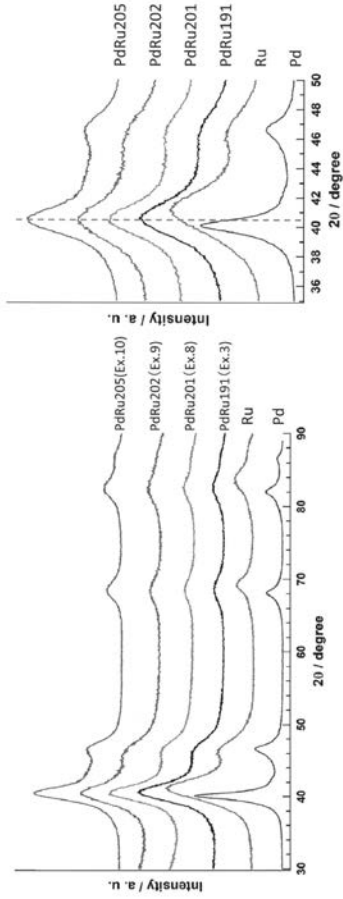 Intensity / a. u.
PdRu205(Ex.10)
PdRu202(Ex.9)
PdRu201(Ex.8)
PdRu191(Ex.3)
Ru
Pd
30 40 50 60 70 80 90
2θ / degree
Intensity / a. u.
PdRu205
PdRu202
PdRu201
PdRu191
Ru
Pd
36 38 40 41 42 44 46 48 50
2θ / degree